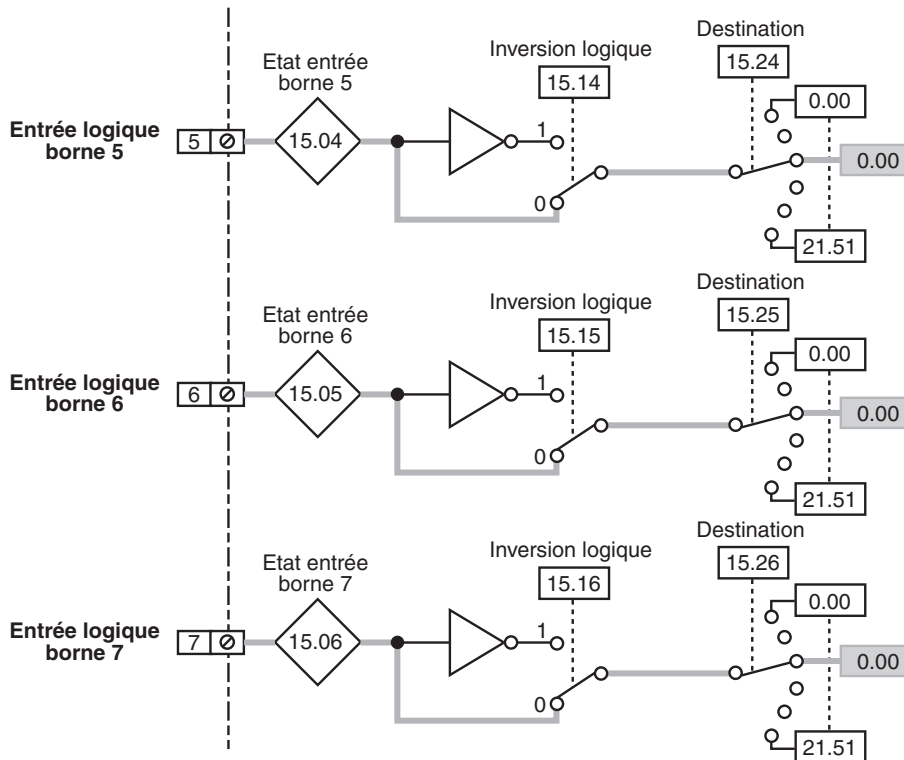 Destination
Inversion logique
15.24
Etat entrée
borne 5
15.14
0.00
Entrée logique
borne 5
5
15.04
1
0.00
0
21.51
Destination
Inversion logique
15.25
Etat entrée
borne 6
15.15
0.00
Entrée logique
borne 6
6
15.05
1
0.00
0
21.51
Destination
Inversion logique
15.26
Etat entrée
borne 7
15.16
0.00
Entrée logique
borne 7
7
15.06
1
0.00
0
21.51